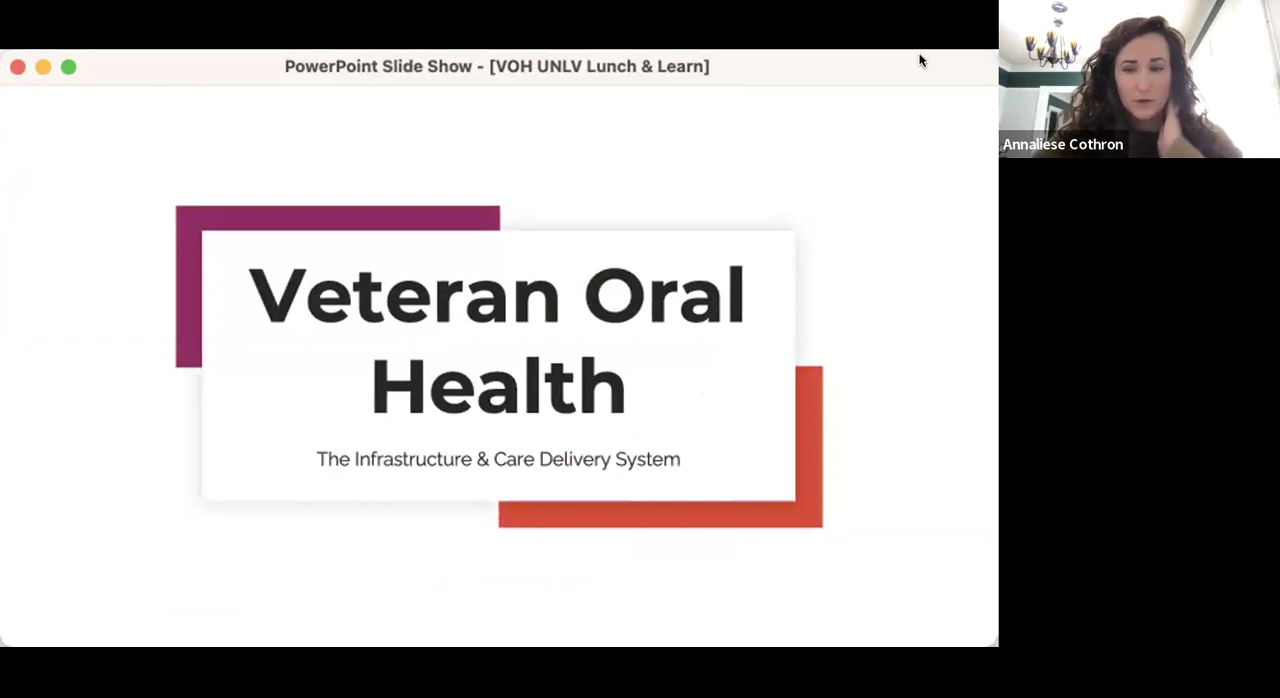 PowerPoint Slide Show - [VOH UNLV Lunch & Learn]
Veteran Oral
Health
The Infrastructure & Care Delivery System
Annaliese Cothron